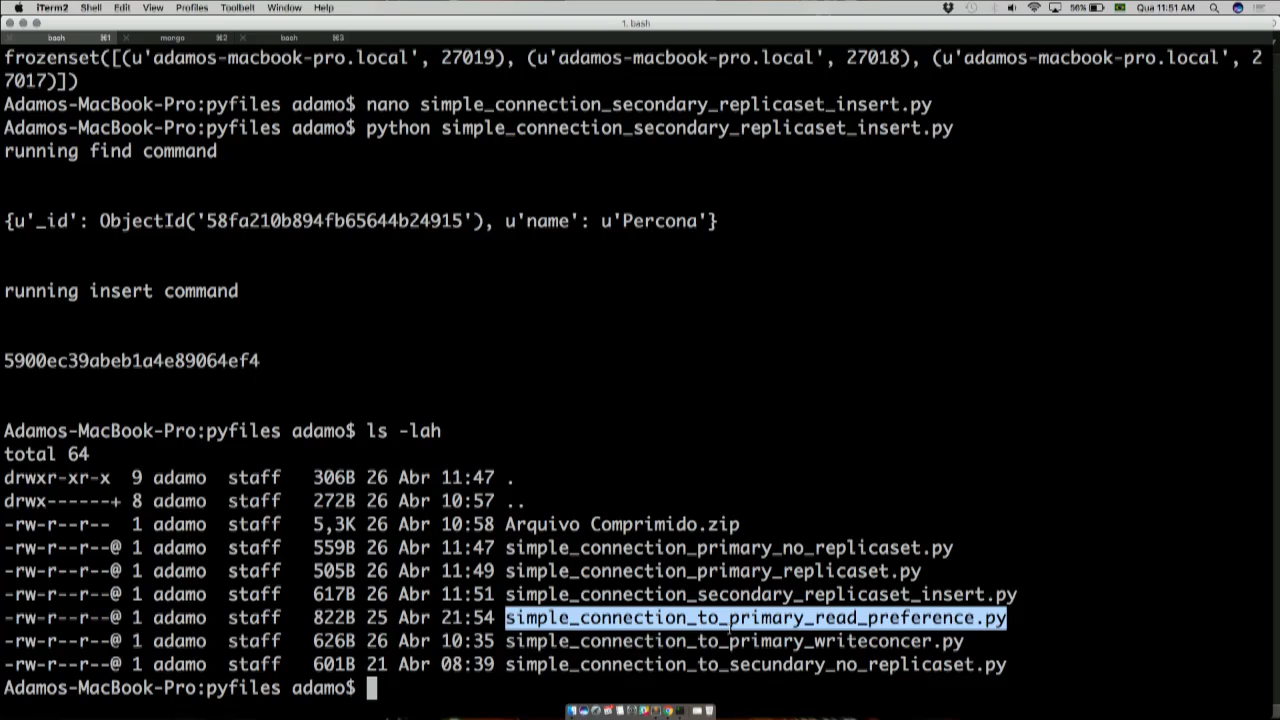 iTerm2 Shell Edit View Profiles Toolbelt Window Help 56% Qua 11:51 AM
1. bash
bash ⌘1 mongo ⌘2 bash ⌘3
frozenset([(u'adamos-macbook-pro.local', 27019), (u'adamos-macbook-pro.local', 27018), (u'adamos-macbook-pro.local', 2
7017)])
Adamos-MacBook-Pro:pyfiles adamo$ nano simple_connection_secondary_replicaset_insert.py
Adamos-MacBook-Pro:pyfiles adamo$ python simple_connection_secondary_replicaset_insert.py
running find command
{u'_id': ObjectId('58fa210b894fb65644b24915'), u'name': u'Percona'}
running insert command
5900ec39abeb1a4e89064ef4
Adamos-MacBook-Pro:pyfiles adamo$ ls -lah
total 64
drwxr-xr-x 9 adamo staff 306B 26 Abr 11:47 .
drwx------+ 8 adamo staff 272B 26 Abr 10:57 ..
-rw-r--r-- 1 adamo staff 5,3K 26 Abr 10:58 Arquivo Comprimido.zip
-rw-r--r--@ 1 adamo staff 559B 26 Abr 11:47 simple_connection_primary_no_replicaset.py
-rw-r--r--@ 1 adamo staff 505B 26 Abr 11:49 simple_connection_primary_replicaset.py
-rw-r--r--@ 1 adamo staff 617B 26 Abr 11:51 simple_connection_secondary_replicaset_insert.py
-rw-r--r--@ 1 adamo staff 822B 25 Abr 21:54 simple_connection_to_primary_read_preference.py
-rw-r--r--@ 1 adamo staff 626B 26 Abr 10:35 simple_connection_to_primary_writeconcer.py
-rw-r--r--@ 1 adamo staff 601B 21 Abr 08:39 simple_connection_to_secundary_no_replicaset.py
Adamos-MacBook-Pro:pyfiles adamo$